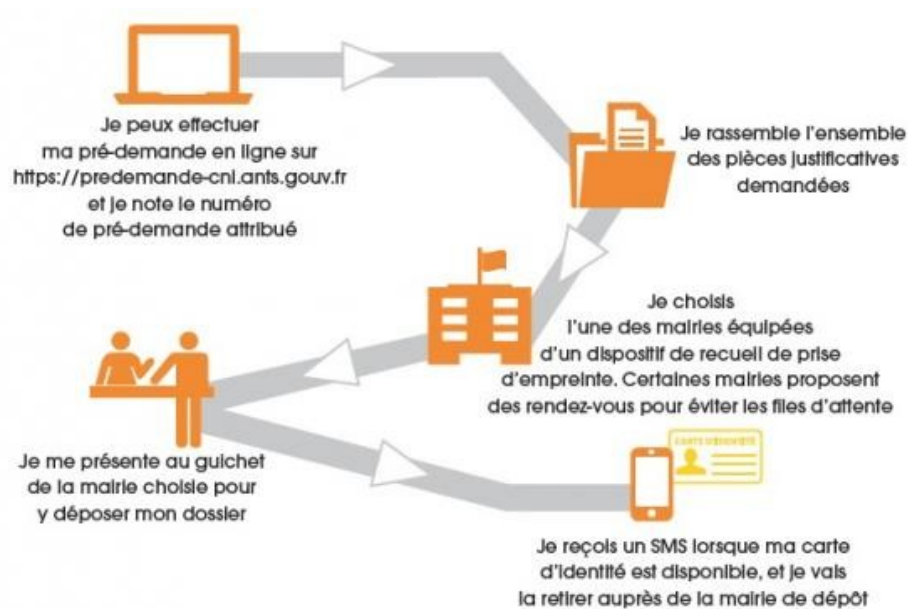 Je peux effectuer
ma pré-demande en ligne sur
https://predemande-cni.ants.gouv.fr
et je note le numéro
de pré-demande attribué
Je rassemble l'ensemble
des pièces justificatives
demandées
Je choisis
l'une des mairies équipées
d'un dispositif de recueil de prise
d'empreinte. Certaines mairies proposent
des rendez-vous pour éviter les files d'attente
Je me présente au guichet
de la mairie choisie pour
y déposer mon dossier
CARTE D'IDENTITÉ
Je reçois un SMS lorsque ma carte
d'identité est disponible, et je vais
la retirer auprès de la mairie de dépôt